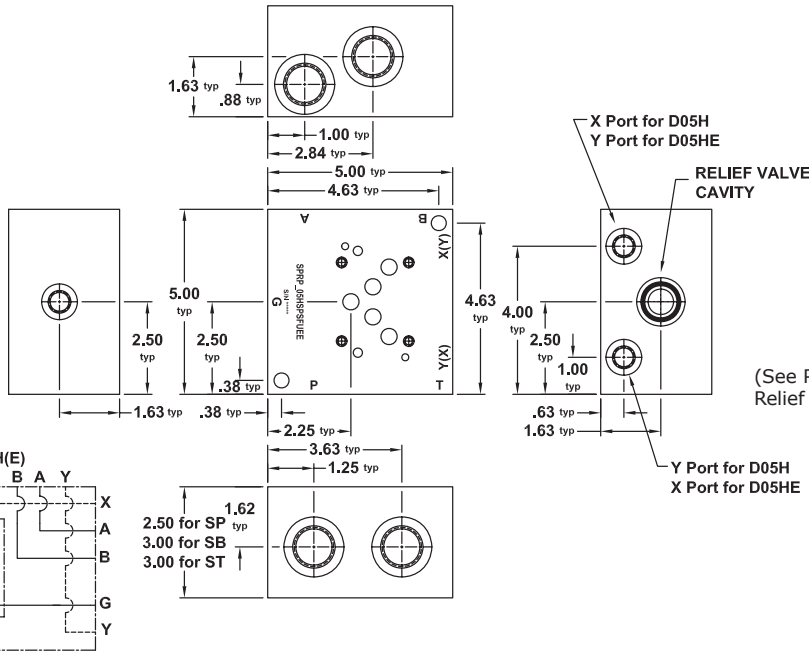 1.63 typ
.88 typ
1.00 typ
2.84 typ
5.00 typ
4.63 typ
X Port for D05H
Y Port for D05HE
RELIEF VALVE
CAVITY
A
B
X(Y)
SPRP_05HSPSFUEE
S/N
G
Y(X)
P
T
5.00
typ
2.50
typ
2.50
typ
.38 typ
4.63
typ
4.00
typ
2.50
typ
1.00
typ
1.63 typ
.38 typ
2.25 typ
3.63 typ
1.25 typ
.63 typ
1.63 typ
(See
Relief
Y Port for D05H
X Port for D05HE
(E)
B A Y
X
A
B
G
Y
1.62
typ
2.50 for SP
3.00 for SB
3.00 for ST